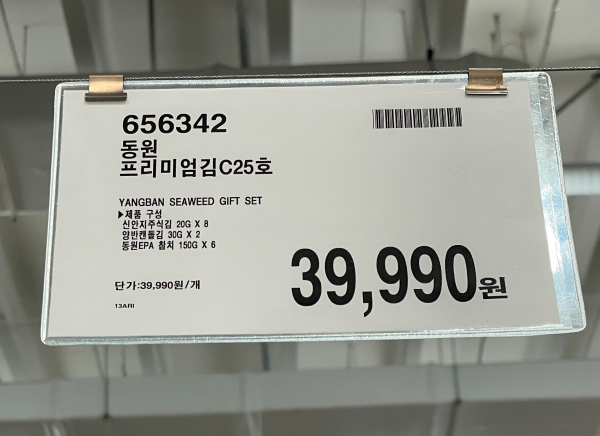 656342
동원
프리미엄김C25호
YANGBAN SEAWEED GIFT SET
▶제품 구성
신안지주식김 20G X 8
양반캔돌김 30G X 2
동원EPA 참치 150G X 6
39,990원
단가:39,990원/개
13ARI